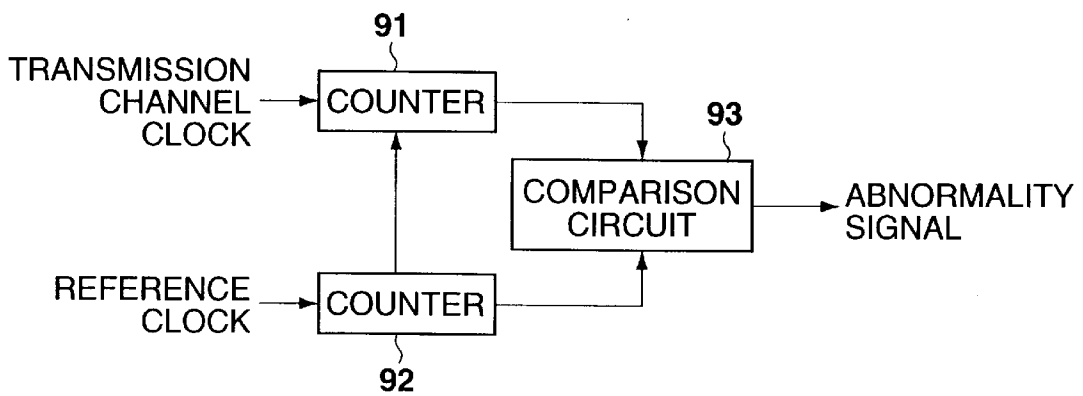 91
TRANSMISSION
CHANNEL
CLOCK
COUNTER
93
COMPARISON
CIRCUIT
ABNORMALITY
SIGNAL
REFERENCE
CLOCK
COUNTER
92